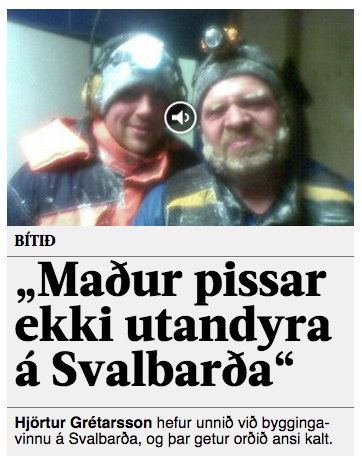 BÍTIÐ
„Maður pissar
ekki utandyra
á Svalbarða“
Hjörtur Grétarsson hefur unnið við bygginga-
vinnu á Svalbarða, og þar getur orðið ansi kalt.